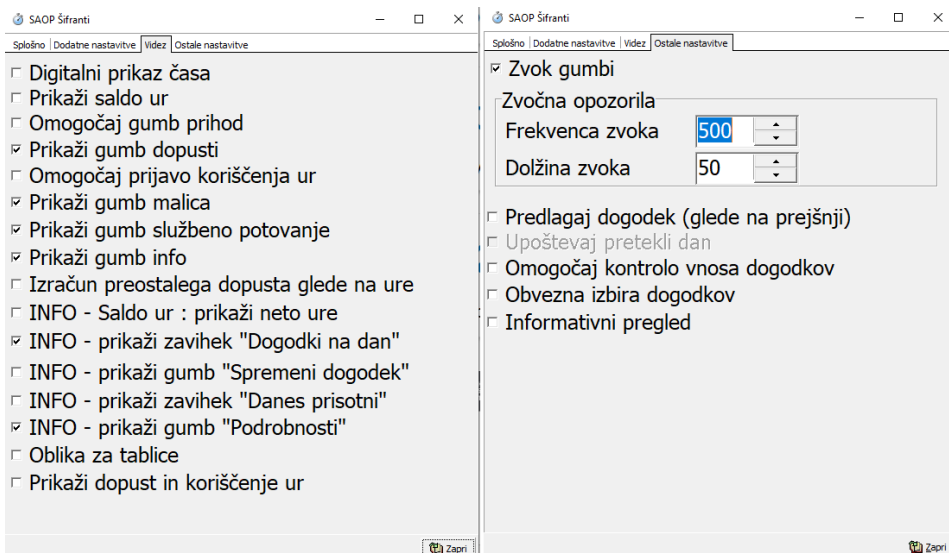 SAOP Šifranti
Splošno Dodatne nastavitve Videz Ostale nastavitve
Digitalni prikaz časa
Prikaži saldo ur
Omogočaj gumb prihod
Prikaži gumb dopusti
Omogočaj prijavo koriščenja ur
Prikaži gumb malica
Prikaži gumb službeno potovanje
Prikaži gumb info
Izračun preostalega dopusta glede na ure
INFO - Saldo ur : prikaži neto ure
INFO - prikaži zavihek "Dogodki na dan"
INFO - prikaži gumb "Spremeni dogodek"
INFO - prikaži zavihek "Danes prisotni"
INFO - prikaži gumb "Podrobnosti"
Oblika za tablice
Prikaži dopust in koriščenje ur
Zapri
SAOP Šifranti
Splošno Dodatne nastavitve Videz Ostale nastavitve
Zvok gumbi
Zvočna opozorila
Frekvenca zvoka 500
Dolžina zvoka 50
Predlagaj dogodek (glede na prejšnji)
Upoštevaj pretekli dan
Omogočaj kontrolo vnosa dogodkov
Obvezna izbira dogodkov
Informativni pregled
Zapri